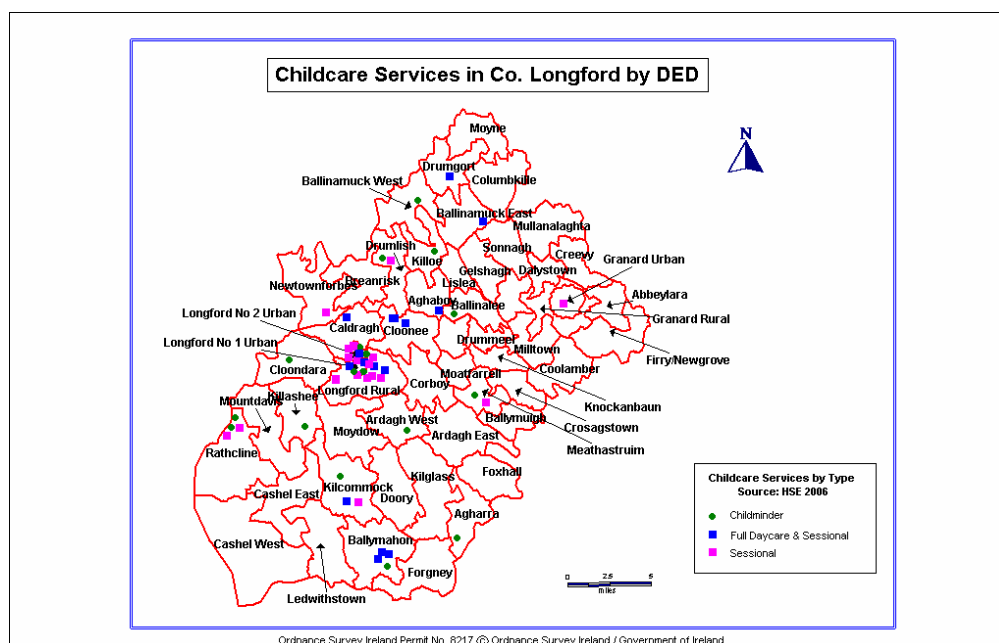 Childcare Services in Co. Longford by DED
N
Moyne
Drumgort
Columbkille
Ballinamuck West
Ballinamuck East
Mullanalaghta
Drumlish
Sonnagh
Creevy
Killoe
Granard Urban
Gelshagh
Dalystown
Breanrisk
Lislea
Newtownforbes
Abbeylara
Aghaboy
Ballinalee
Longford No 2 Urban
Granard Rural
Caldragh
Cloonee
Longford No 1 Urban
Drummeel
Milltown
Firry/Newgrove
Cloondara
Coolamber
Moatfarrell
Longford Rural
Corboy
Killashee
Mountdavis
Knockanbaun
Ardagh West
Ballymuigh
Crosagstown
Moydow
Ardagh East
Meathastruim
Rathcline
Foxhall
Kilglass
Childcare Services by Type
Source: HSE 2006
Kilcommock
Cashel East
Doory
Childminder
Agharra
Full Daycare & Sessional
Ballymahon
Cashel West
Sessional
Forgney
0 2.5 5
miles
Ledwithstown
Ordnance Survey Ireland Permit No. 8217 © Ordnance Survey Ireland / Government of Ireland